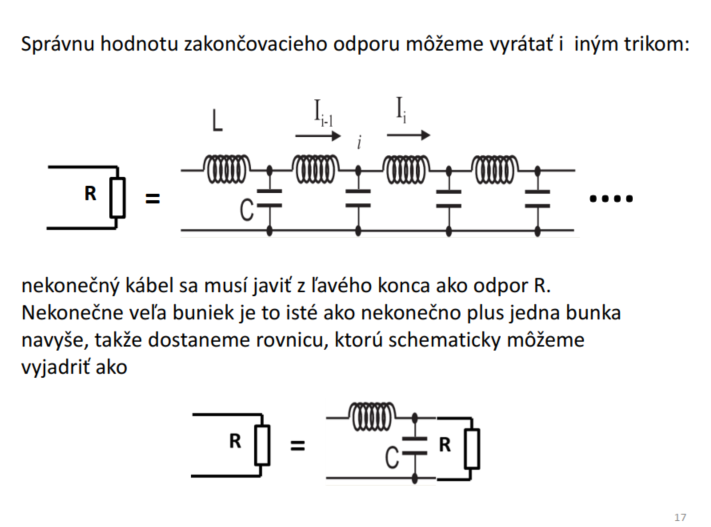 Správnu hodnotu zakončovacieho odporu môžeme vyrátať i iným trikom:
L
I i-1
I i
i
R
=
C
....
nekonečný kábel sa musí javiť z ľavého konca ako odpor R.
Nekonečne veľa buniek je to isté ako nekonečno plus jedna bunka
navyše, takže dostaneme rovnicu, ktorú schematicky môžeme
vyjadriť ako
R
=
C
R
17